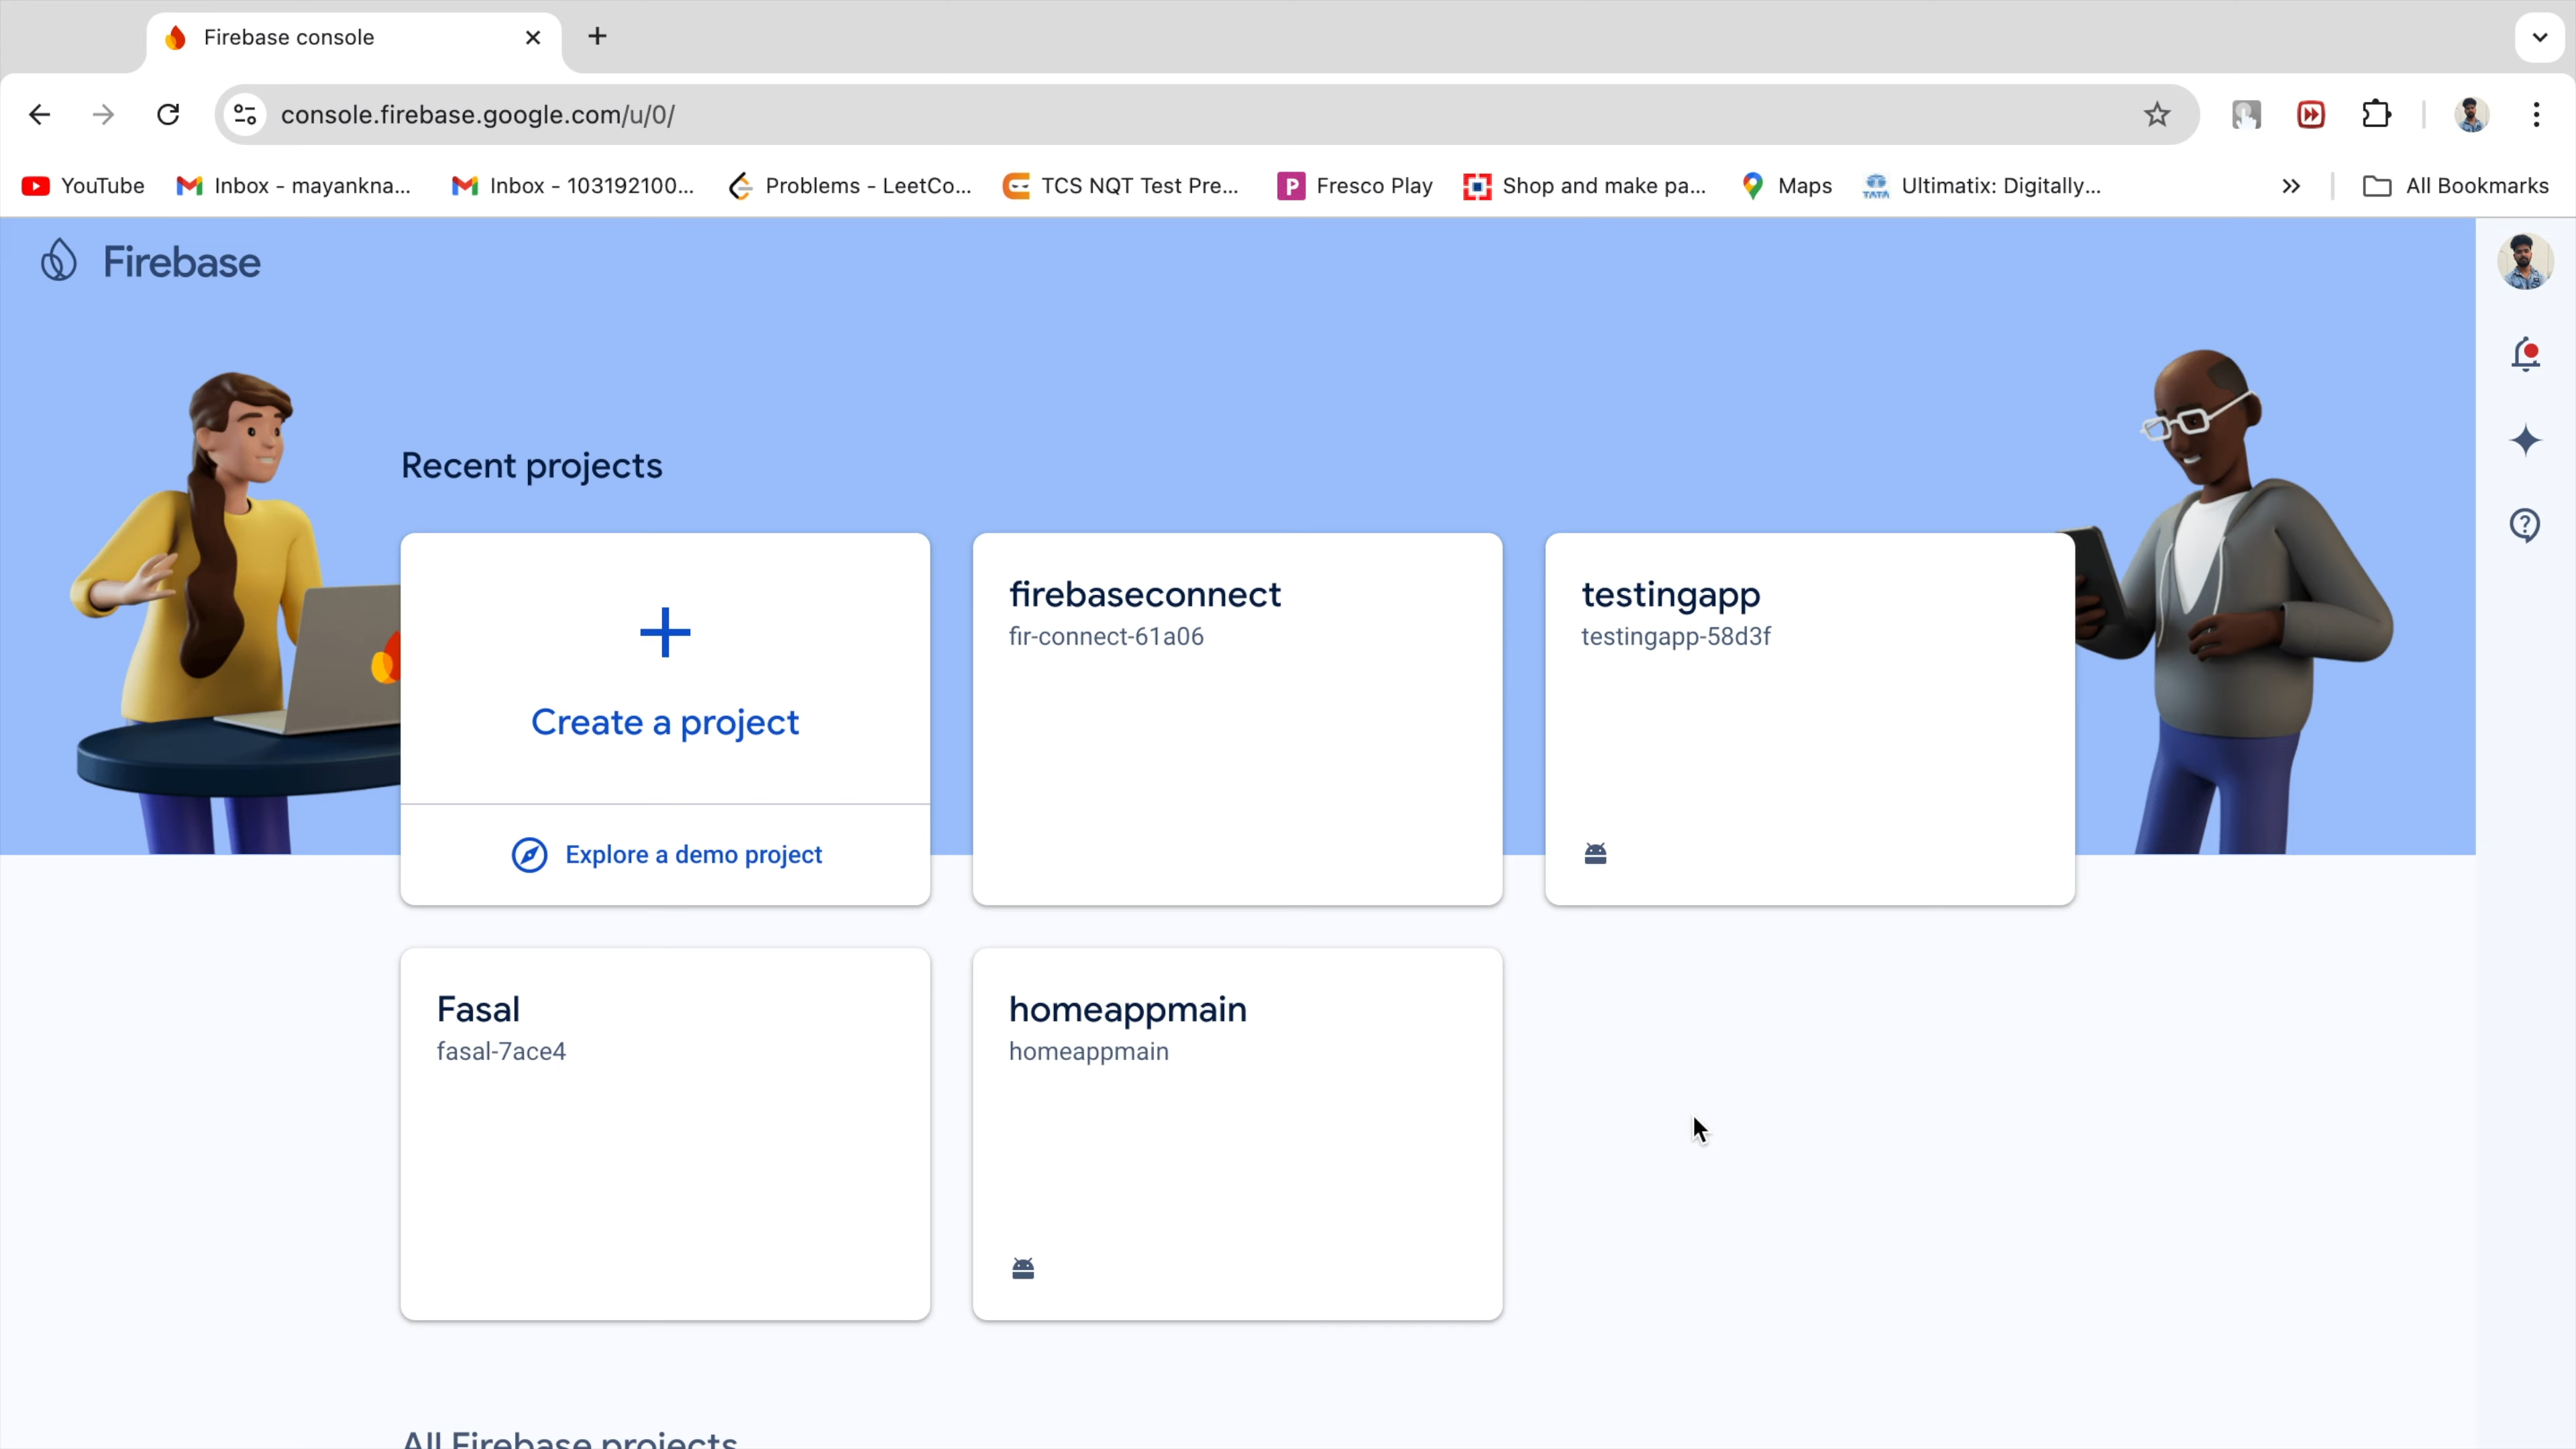 Firebase console
console.firebase.google.com/u/0/
YouTube Inbox - mayankna... Inbox - 103192100... Problems - LeetCo... TCS NQT Test Pre... Fresco Play Shop and make pa... Maps Ultimatix: Digitally... All Bookmarks
Firebase
Recent projects
Create a project
Explore a demo project
firebaseconnect
fir-connect-61a06
testingapp
testingapp-58d3f
Fasal
fasal-7ace4
homeappmain
homeappmain
All Firebase projects